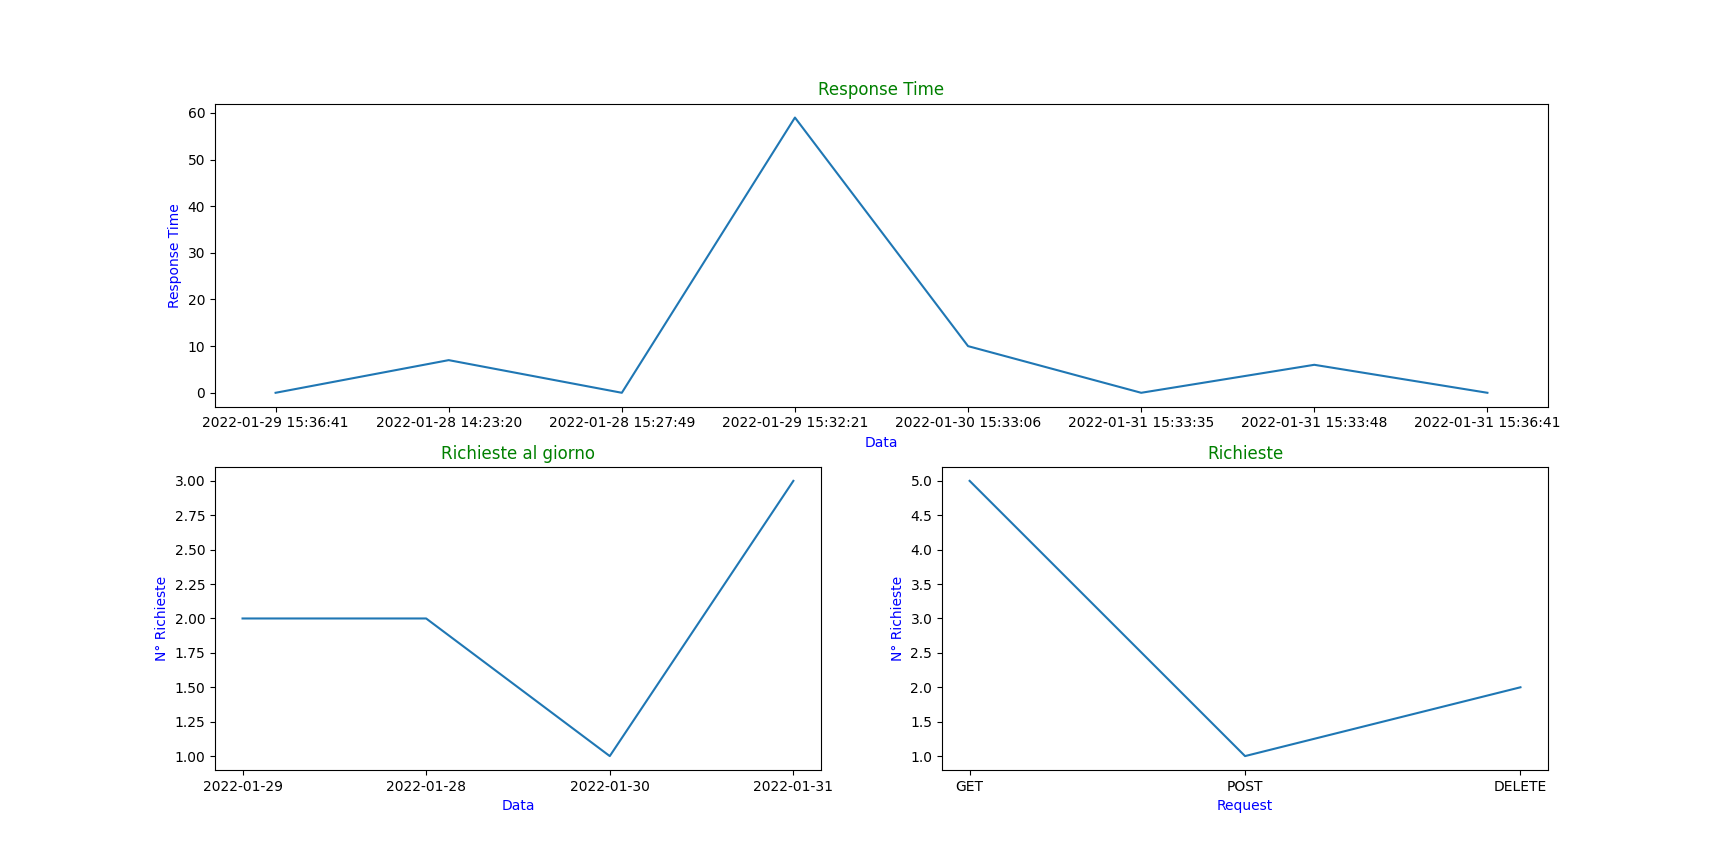 Response Time
60
50
40
30
20
10
0
Response Time
2022-01-29 15:36:41 2022-01-28 14:23:20 2022-01-28 15:27:49 2022-01-29 15:32:21 2022-01-30 15:33:06 2022-01-31 15:33:35 2022-01-31 15:33:48 2022-01-31 15:36:41
Data
Richieste al giorno
3.00
2.75
2.50
2.25
2.00
1.75
1.50
1.25
1.00
N° Richieste
2022-01-29 2022-01-28 2022-01-30 2022-01-31
Data
Richieste
5.0
4.5
4.0
3.5
3.0
2.5
2.0
1.5
1.0
N° Richieste
GET POST DELETE
Request